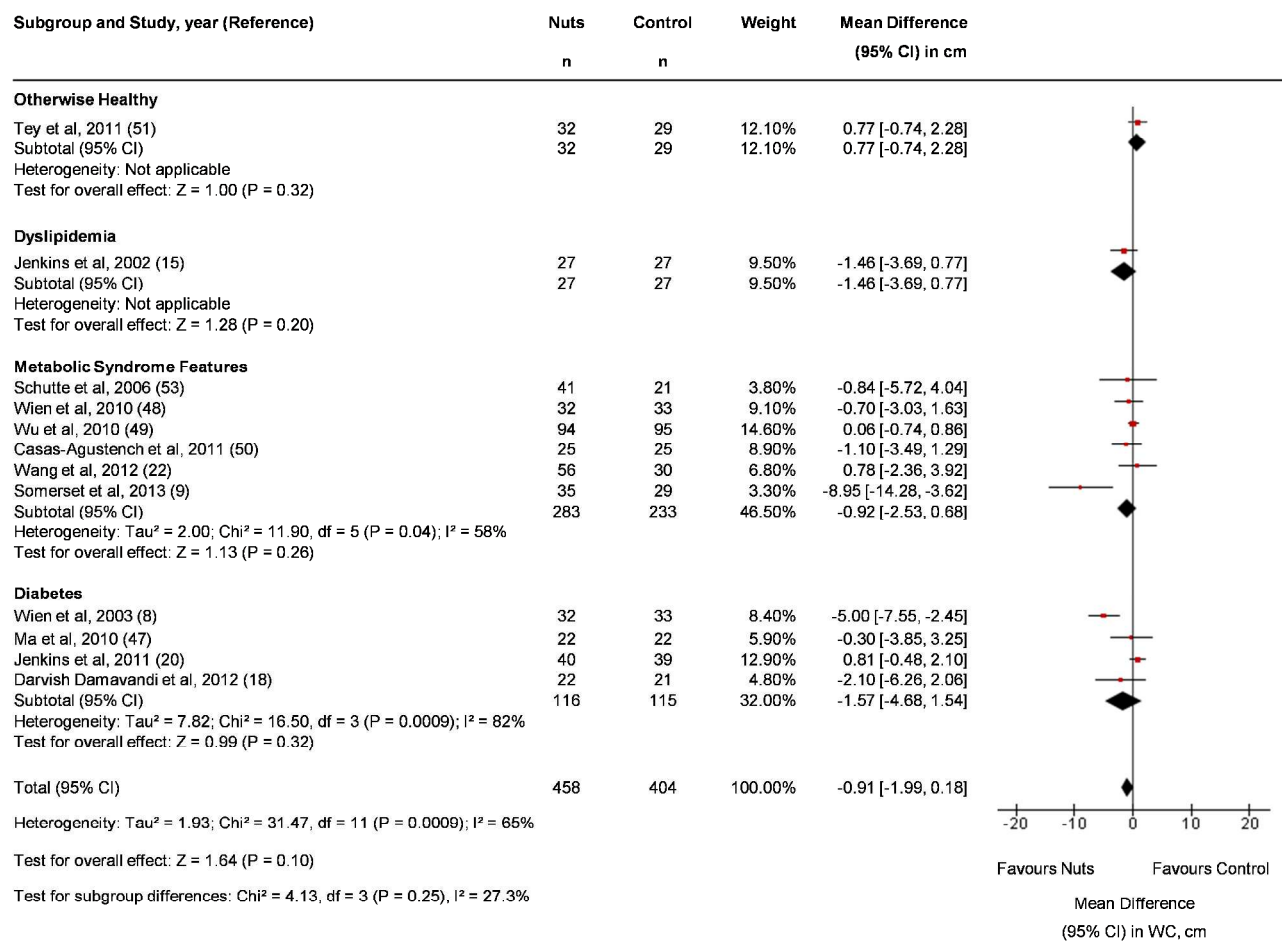 Subgroup and Study, year (Reference) Nuts Control Weight Mean Difference
n n (95% CI) in cm
Otherwise Healthy
Tey et al, 2011 (51) 32 29 12.10% 0.77 [-0.74, 2.28]
Subtotal (95% CI) 32 29 12.10% 0.77 [-0.74, 2.28]
Heterogeneity: Not applicable
Test for overall effect: Z = 1.00 (P = 0.32)
Dyslipidemia
Jenkins et al, 2002 (15) 27 27 9.50% -1.46 [-3.69, 0.77]
Subtotal (95% CI) 27 27 9.50% -1.46 [-3.69, 0.77]
Heterogeneity: Not applicable
Test for overall effect: Z = 1.28 (P = 0.20)
Metabolic Syndrome Features
Schutte et al, 2006 (53) 41 21 3.80% -0.84 [-5.72, 4.04]
Wien et al, 2010 (48) 32 33 9.10% -0.70 [-3.03, 1.63]
Wu et al, 2010 (49) 94 95 14.60% 0.06 [-0.74, 0.86]
Casas-Agustench et al, 2011 (50) 25 25 8.90% -1.10 [-3.49, 1.29]
Wang et al, 2012 (22) 56 30 6.80% 0.78 [-2.36, 3.92]
Somerset et al, 2013 (9) 35 29 3.30% -8.95 [-14.28, -3.62]
Subtotal (95% CI) 283 233 46.50% -0.92 [-2.53, 0.68]
Heterogeneity: Tau² = 2.00; Chi² = 11.90, df = 5 (P = 0.04); I² = 58%
Test for overall effect: Z = 1.13 (P = 0.26)
Diabetes
Wien et al, 2003 (8) 32 33 8.40% -5.00 [-7.55, -2.45]
Ma et al, 2010 (47) 22 22 5.90% -0.30 [-3.85, 3.25]
Jenkins et al, 2011 (20) 40 39 12.90% 0.81 [-0.48, 2.10]
Darvish Damavandi et al, 2012 (18) 22 21 4.80% -2.10 [-6.26, 2.06]
Subtotal (95% CI) 116 115 32.00% -1.57 [-4.68, 1.54]
Heterogeneity: Tau² = 7.82; Chi² = 16.50, df = 3 (P = 0.0009); I² = 82%
Test for overall effect: Z = 0.99 (P = 0.32)
Total (95% CI) 458 404 100.00% -0.91 [-1.99, 0.18]
Heterogeneity: Tau² = 1.93; Chi² = 31.47, df = 11 (P = 0.0009); I² = 65%
Test for overall effect: Z = 1.64 (P = 0.10)
Test for subgroup differences: Chi² = 4.13, df = 3 (P = 0.25), I² = 27.3%
-20 -10 0 10 20
Favours Nuts Favours Control
Mean Difference
(95% CI) in WC, cm